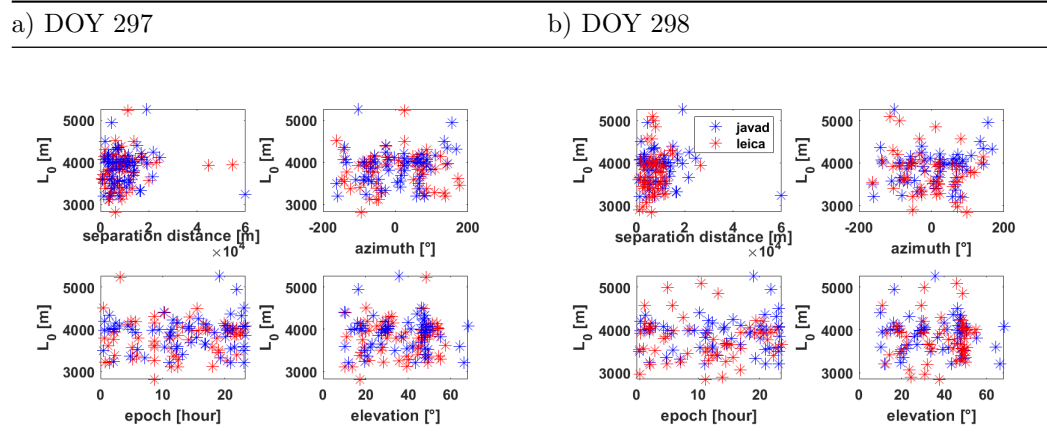 a) DOY 297
b) DOY 298
5000
4000
3000
L0 [m]
0 2 4 6
separation distance [m]
×10^4
5000
4000
3000
L0 [m]
-200 0 200
azimuth [°]
5000
4000
3000
L0 [m]
0 10 20
epoch [hour]
5000
4000
3000
L0 [m]
0 20 40 60
elevation [°]
javad
leica
5000
4000
3000
L0 [m]
0 2 4 6
separation distance [m]
×10^4
5000
4000
3000
L0 [m]
-200 0 200
azimuth [°]
5000
4000
3000
L0 [m]
0 10 20
epoch [hour]
5000
4000
3000
L0 [m]
0 20 40 60
elevation [°]